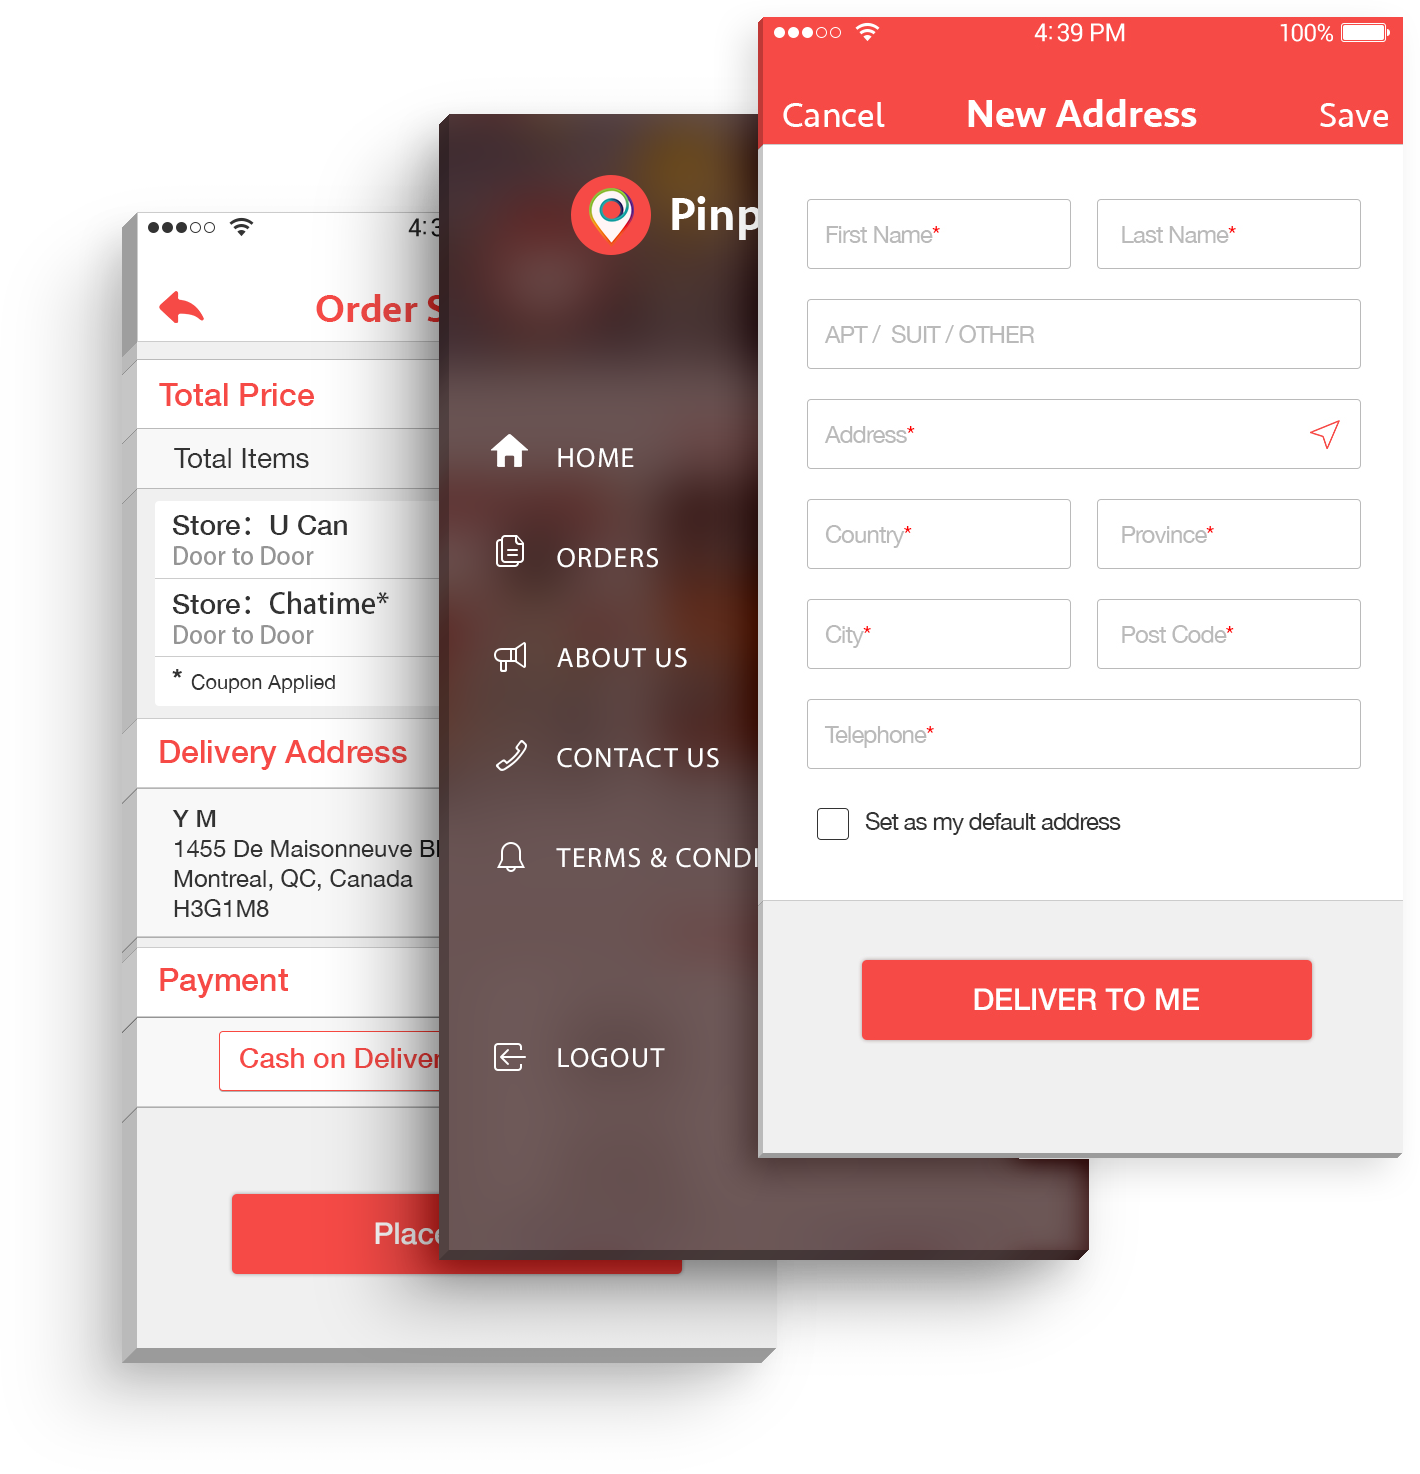 4:39 PM 100%
Cancel New Address Save
First Name* Last Name*
APT / SUIT / OTHER
Address*
Country* Province*
City* Post Code*
Telephone*
Set as my default address
DELIVER TO ME
Pinp
HOME
ORDERS
ABOUT US
CONTACT US
TERMS & CONDI
LOGOUT
4:3
Order S
Total Price
Total Items
Store：U Can
Door to Door
Store：Chatime*
Door to Door
* Coupon Applied
Delivery Address
Y M
1455 De Maisonneuve Bl
Montreal, QC, Canada
H3G1M8
Payment
Cash on Deliver
Place